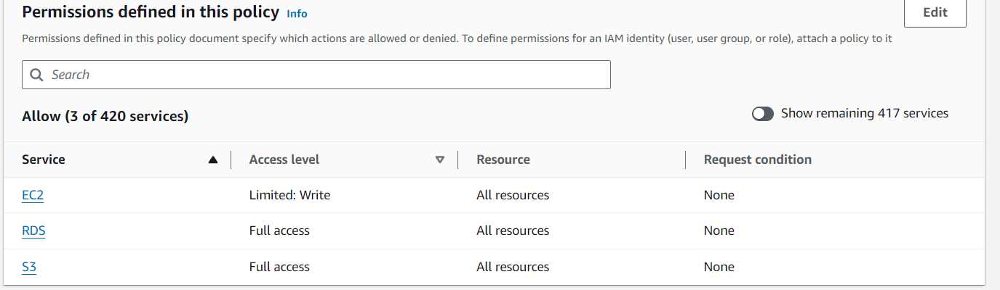 Permissions defined in this policy Info
Edit
Permissions defined in this policy document specify which actions are allowed or denied. To define permissions for an IAM identity (user, user group, or role), attach a policy to it
Search
Allow (3 of 420 services)
Show remaining 417 services
Service Access level Resource Request condition
EC2 Limited: Write All resources None
RDS Full access All resources None
S3 Full access All resources None